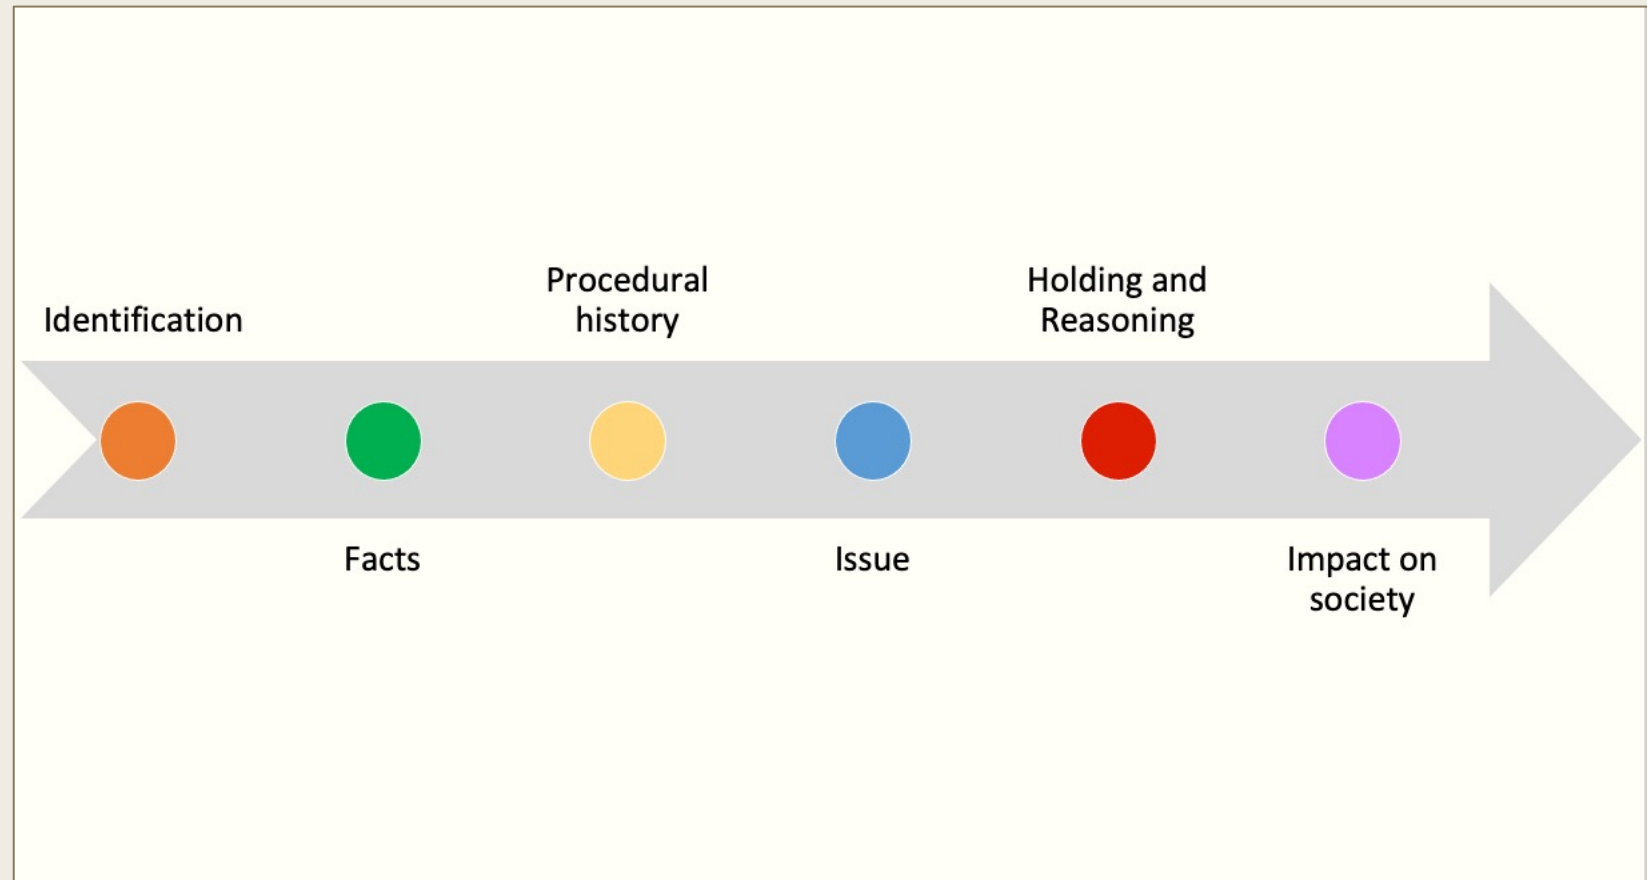 Identification
Facts
Procedural
history
Issue
Holding and
Reasoning
Impact on
society